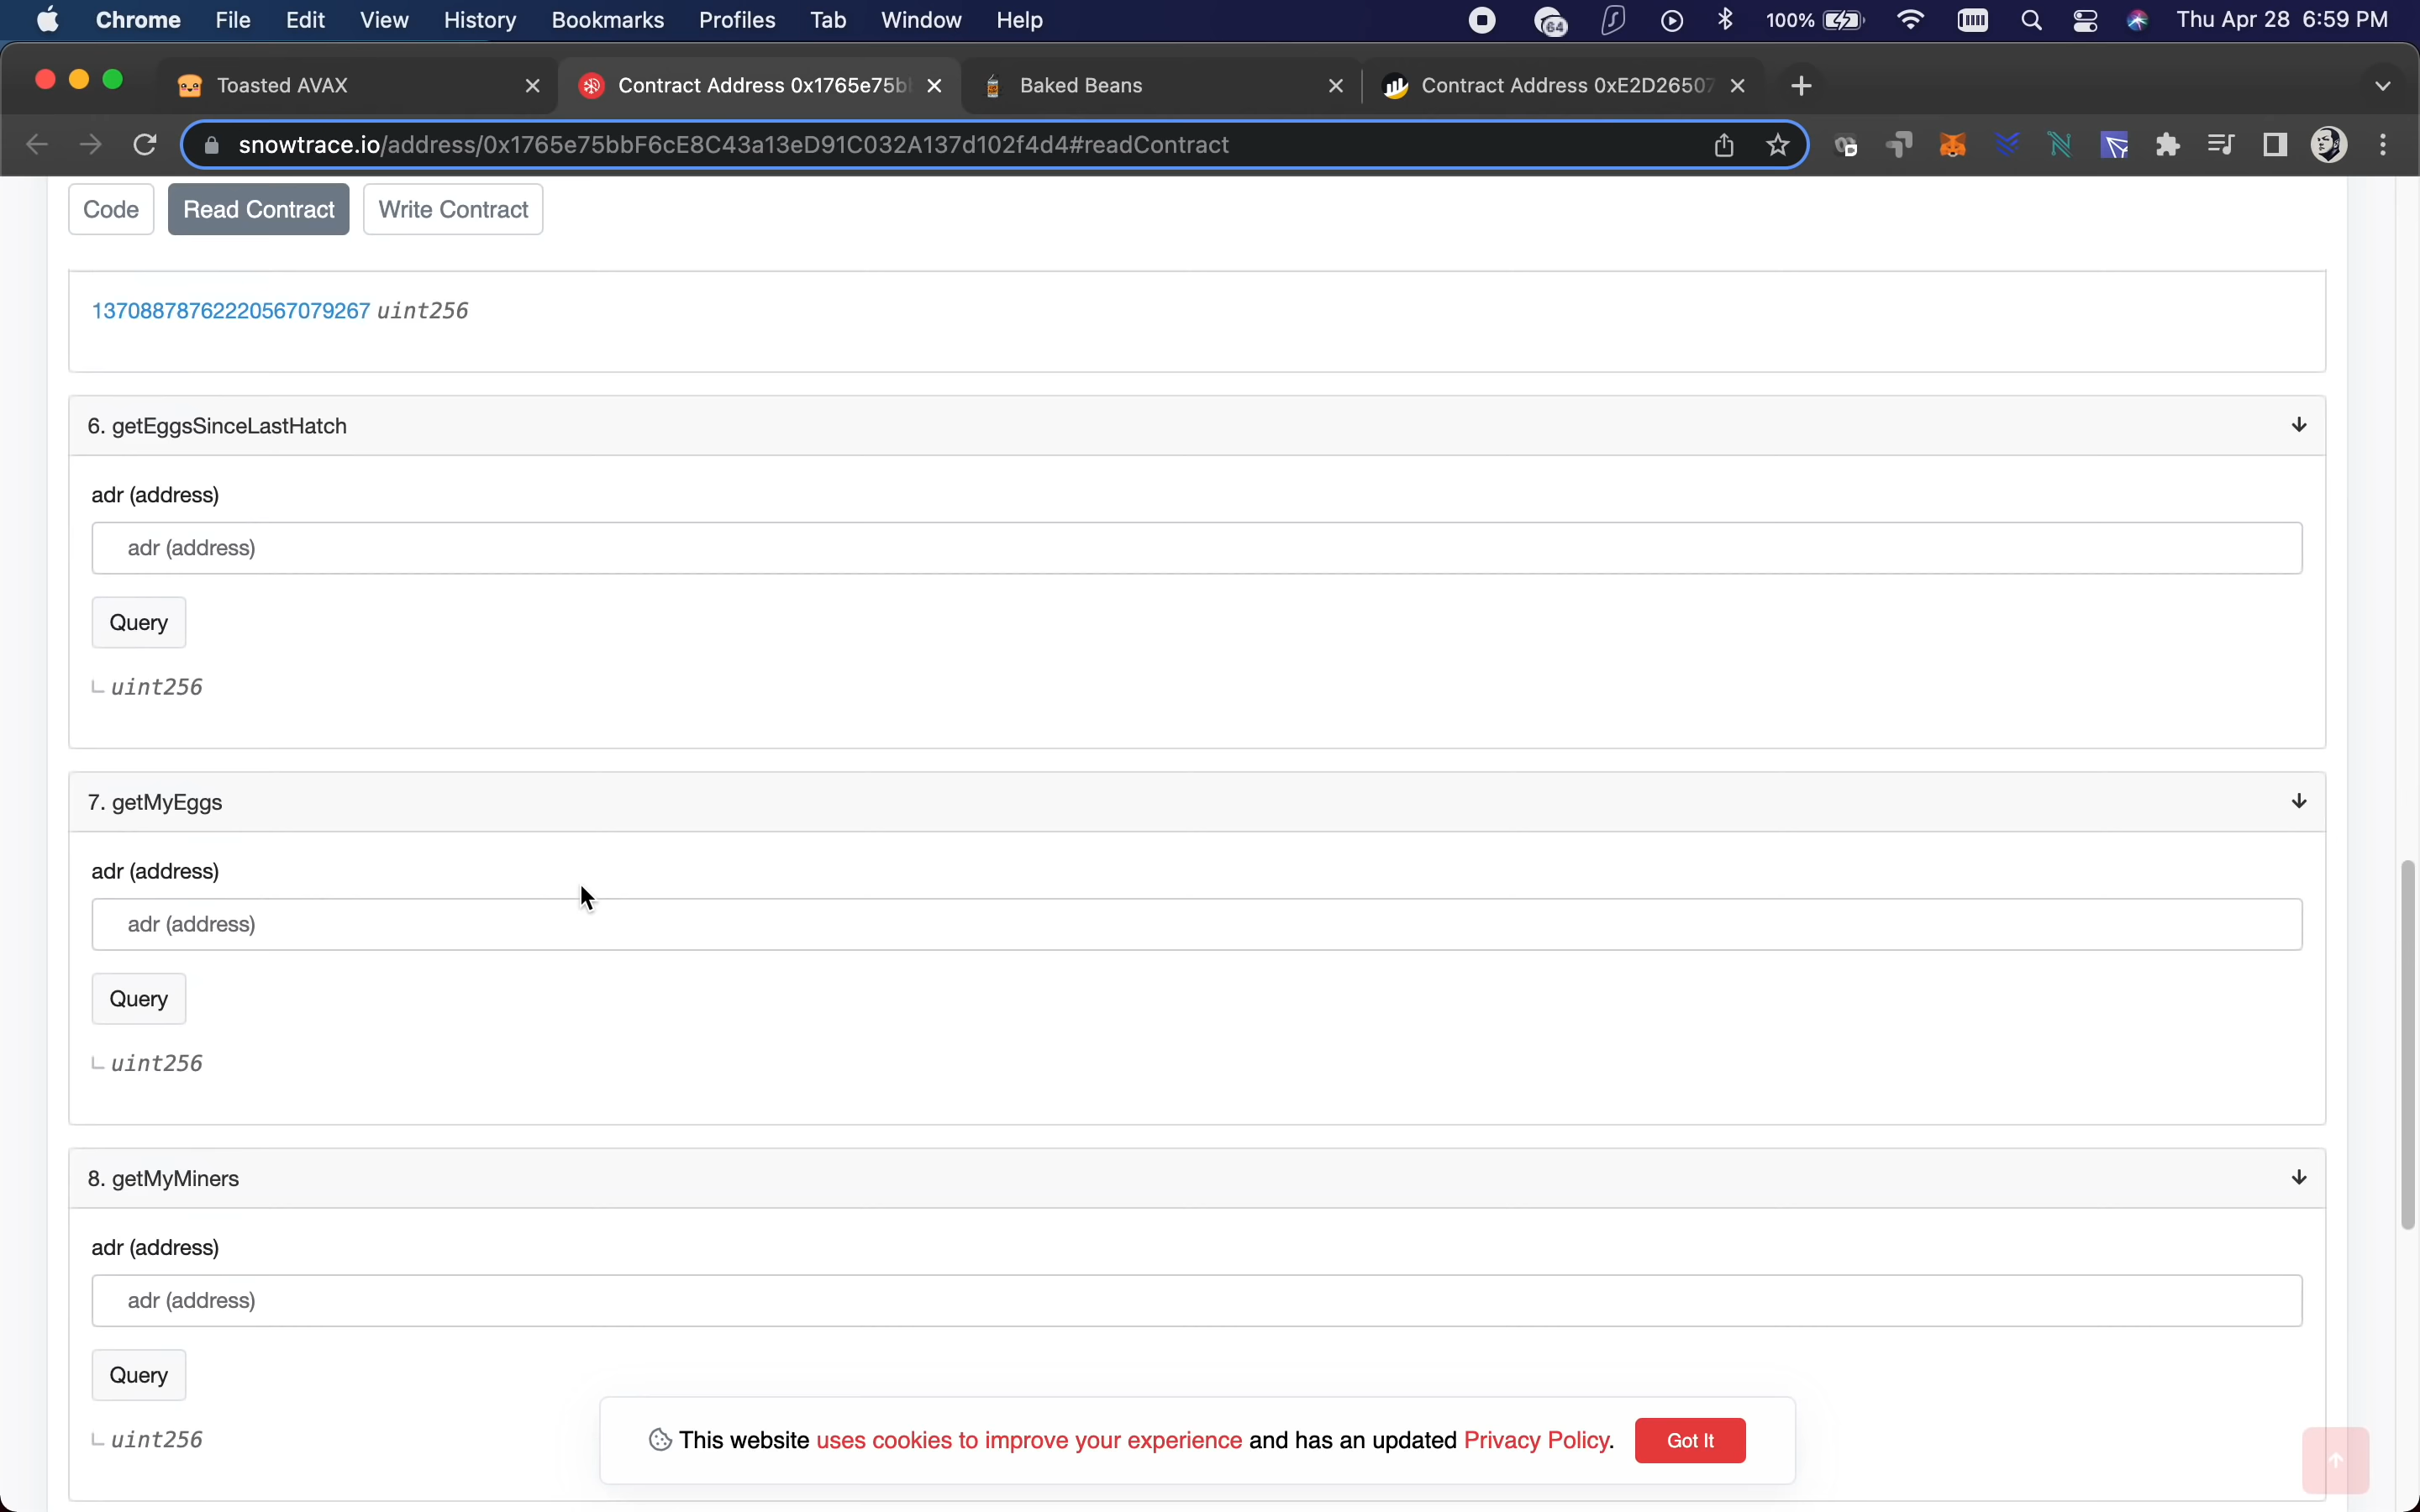 Chrome File Edit View History Bookmarks Profiles Tab Window Help 64 100% Thu Apr 28 6:59 PM
Toasted AVAX Contract Address 0x1765e75b Baked Beans Contract Address 0xE2D26507
snowtrace.io/address/0x1765e75bbF6cE8C43a13eD91C032A137d102f4d4#readContract
Code Read Contract Write Contract
13708878762220567079267 uint256
6. getEggsSinceLastHatch
adr (address)
adr (address)
Query
uint256
7. getMyEggs
adr (address)
adr (address)
Query
uint256
8. getMyMiners
adr (address)
adr (address)
Query
uint256
This website uses cookies to improve your experience and has an updated Privacy Policy. Got It